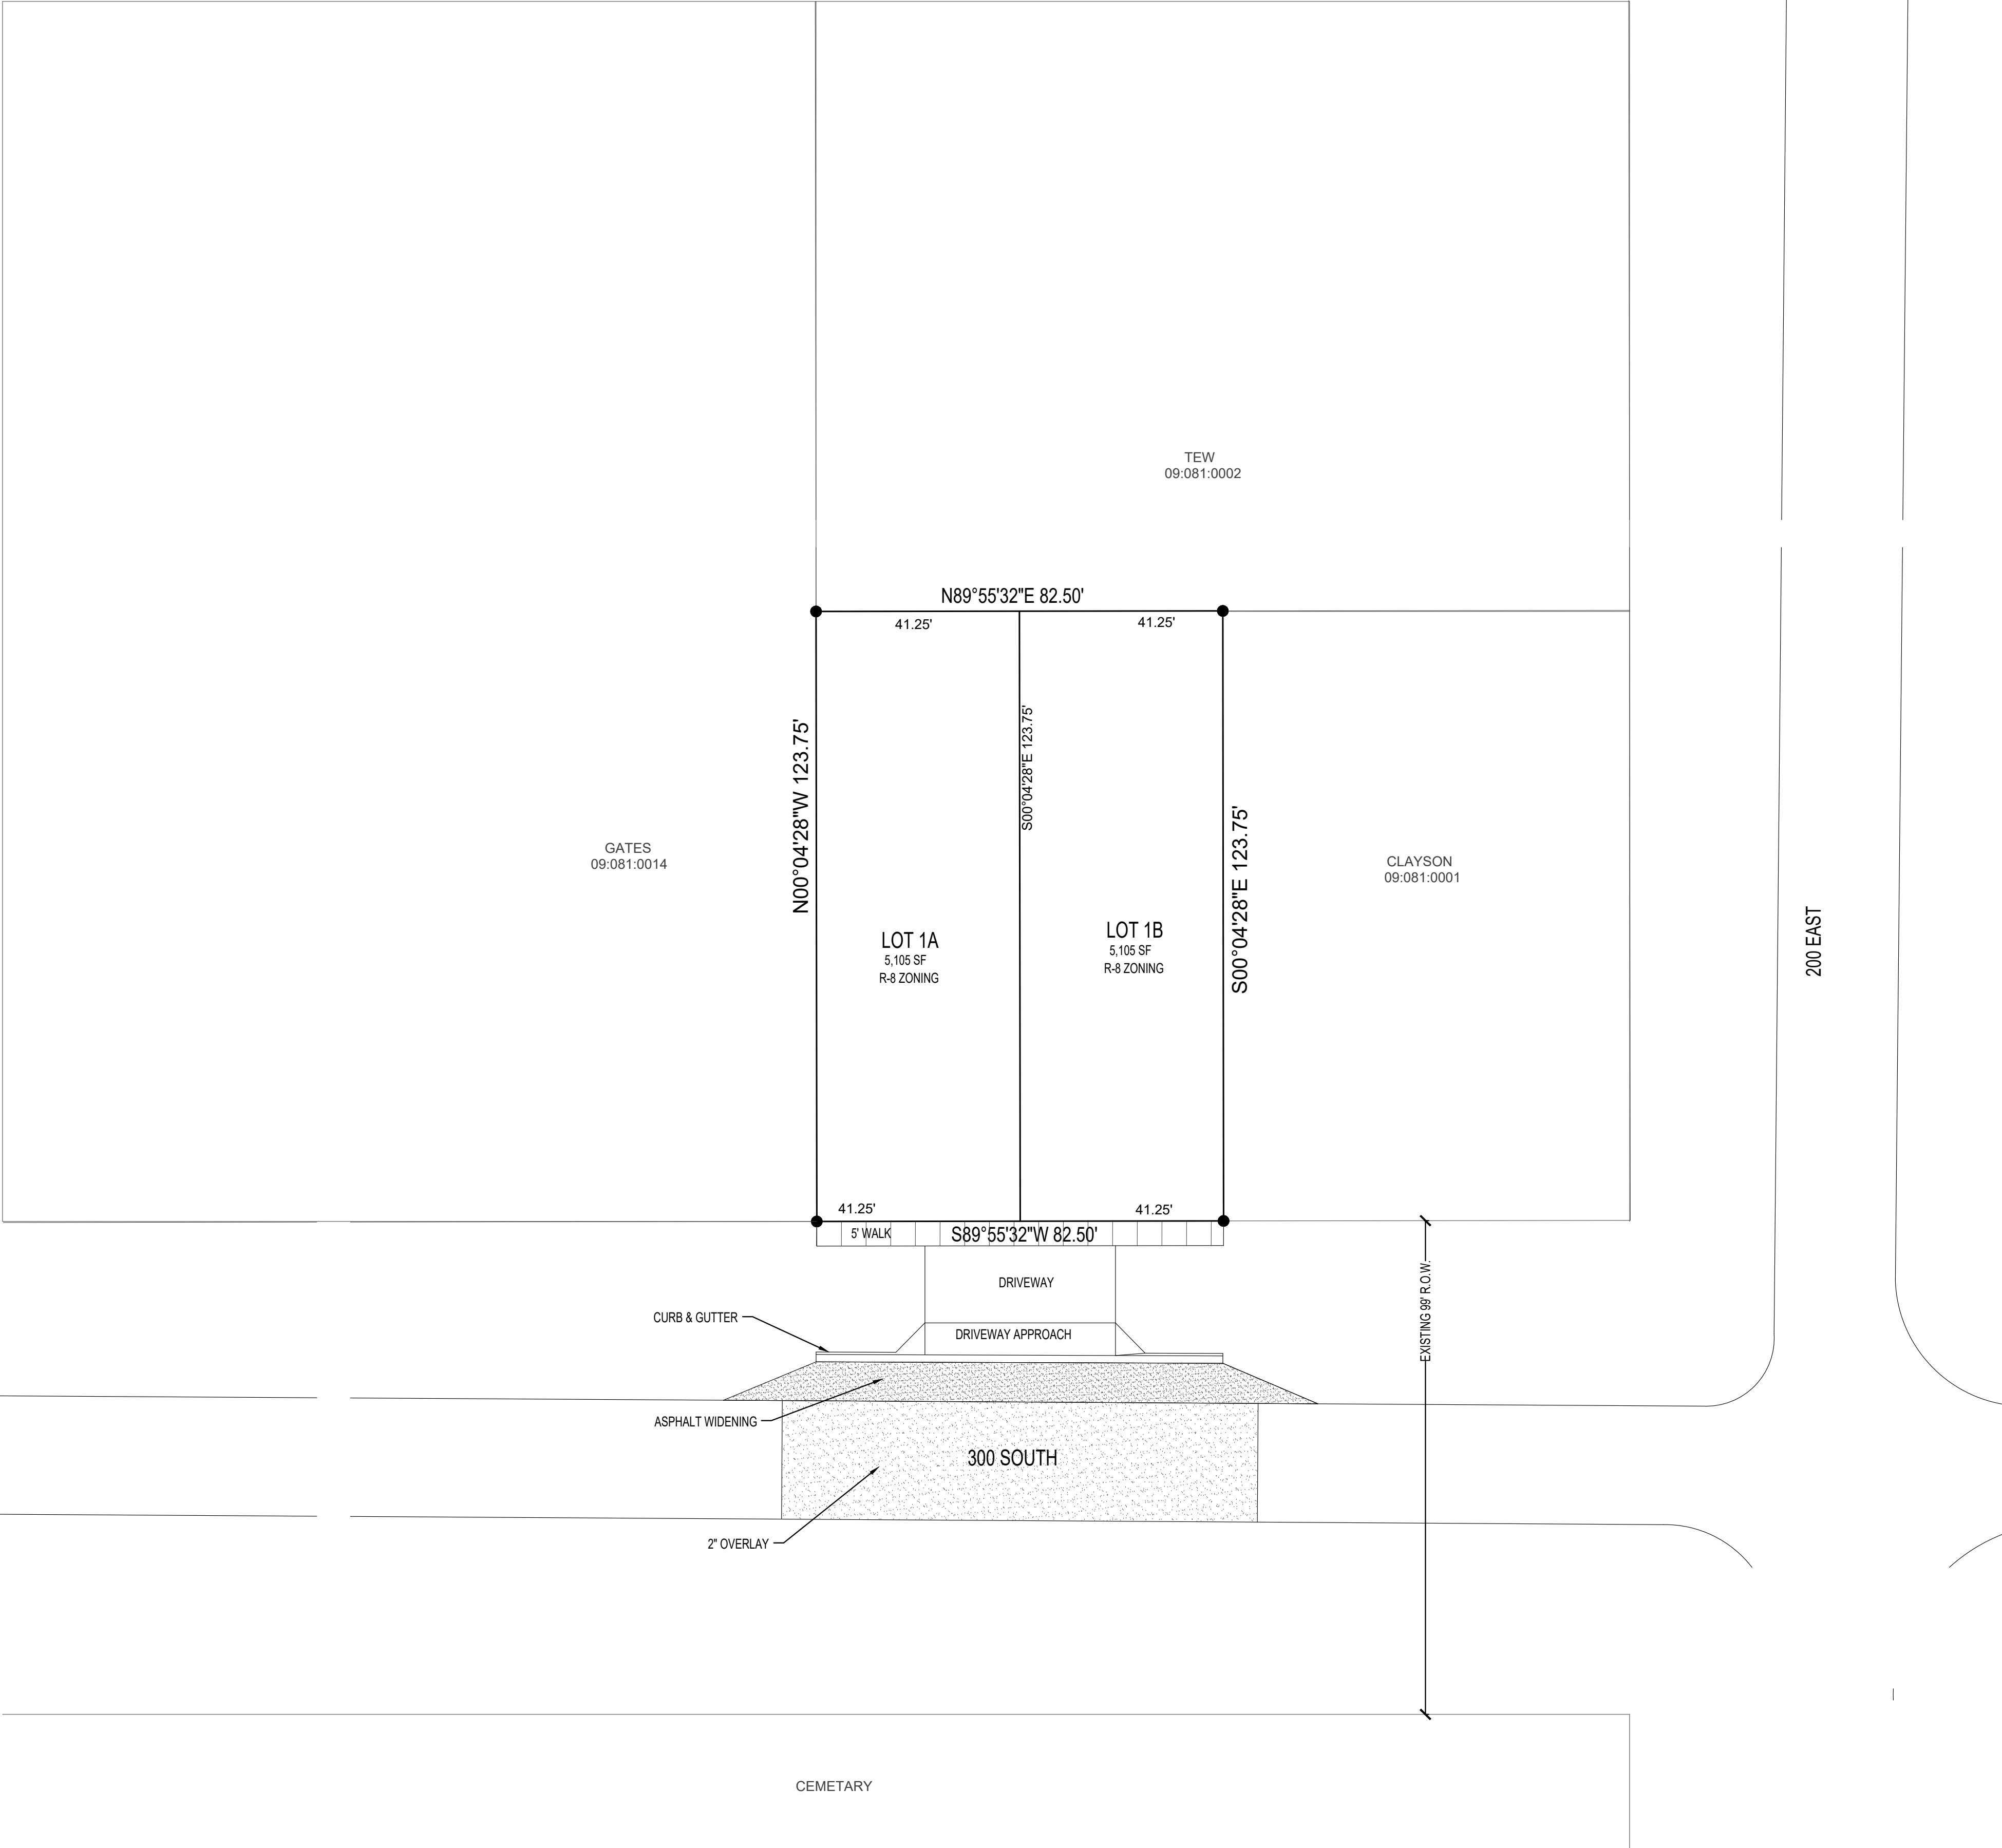 TEW
09:081:0002
N89°55'32"E 82.50'
41.25'
41.25'
N00°04'28"W 123.75'
S00°04'28"E 123.75'
S00°04'28"E 123.75'
GATES
09:081:0014
CLAYSON
09:081:0001
LOT 1A
5,105 SF
R-8 ZONING
LOT 1B
5,105 SF
R-8 ZONING
200 EAST
41.25'
41.25'
5' WALK
S89°55'32"W 82.50'
DRIVEWAY
CURB & GUTTER
DRIVEWAY APPROACH
EXISTING 99' R.O.W.
ASPHALT WIDENING
300 SOUTH
2" OVERLAY
CEMETARY